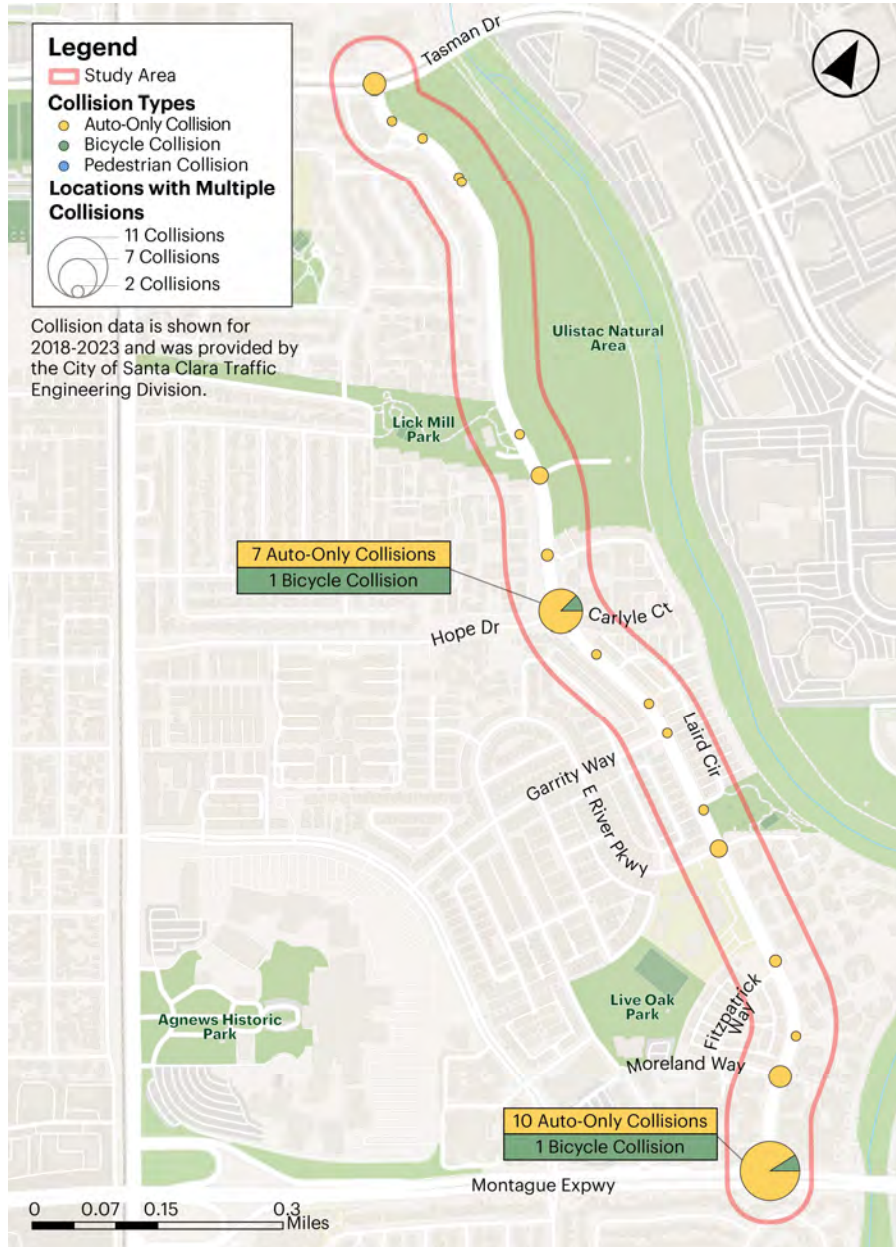 Legend
Study Area
Collision Types
Auto-Only Collision
Bicycle Collision
Pedestrian Collision
Locations with Multiple
Collisions
11 Collisions
7 Collisions
2 Collisions
Collision data is shown for
2018-2023 and was provided by
the City of Santa Clara Traffic
Engineering Division.
Tasman Dr
Ulistac Natural
Area
Lick Mill
Park
7 Auto-Only Collisions
1 Bicycle Collision
Carlyle Ct
Hope Dr
Laird Cir
Garrity Way
E River Pkwy
Live Oak
Park
Fitzpatrick
Way
Agnews Historic
Park
Moreland Way
10 Auto-Only Collisions
1 Bicycle Collision
Montague Expwy
0 0.07 0.15 0.3
Miles